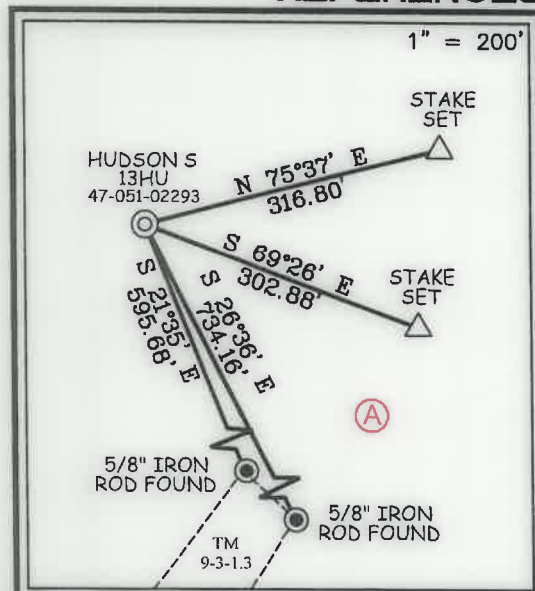 1" = 200'
STAKE
SET
HUDSON S
13HU
47-051-02293
N 75°37' E
316.80'
S 69°26' E
302.88'
STAKE
SET
S 21°35' E
595.68'
S 26°36' E
734.16'
A
5/8" IRON
ROD FOUND
5/8" IRON
ROD FOUND
TM
9-3-1.3